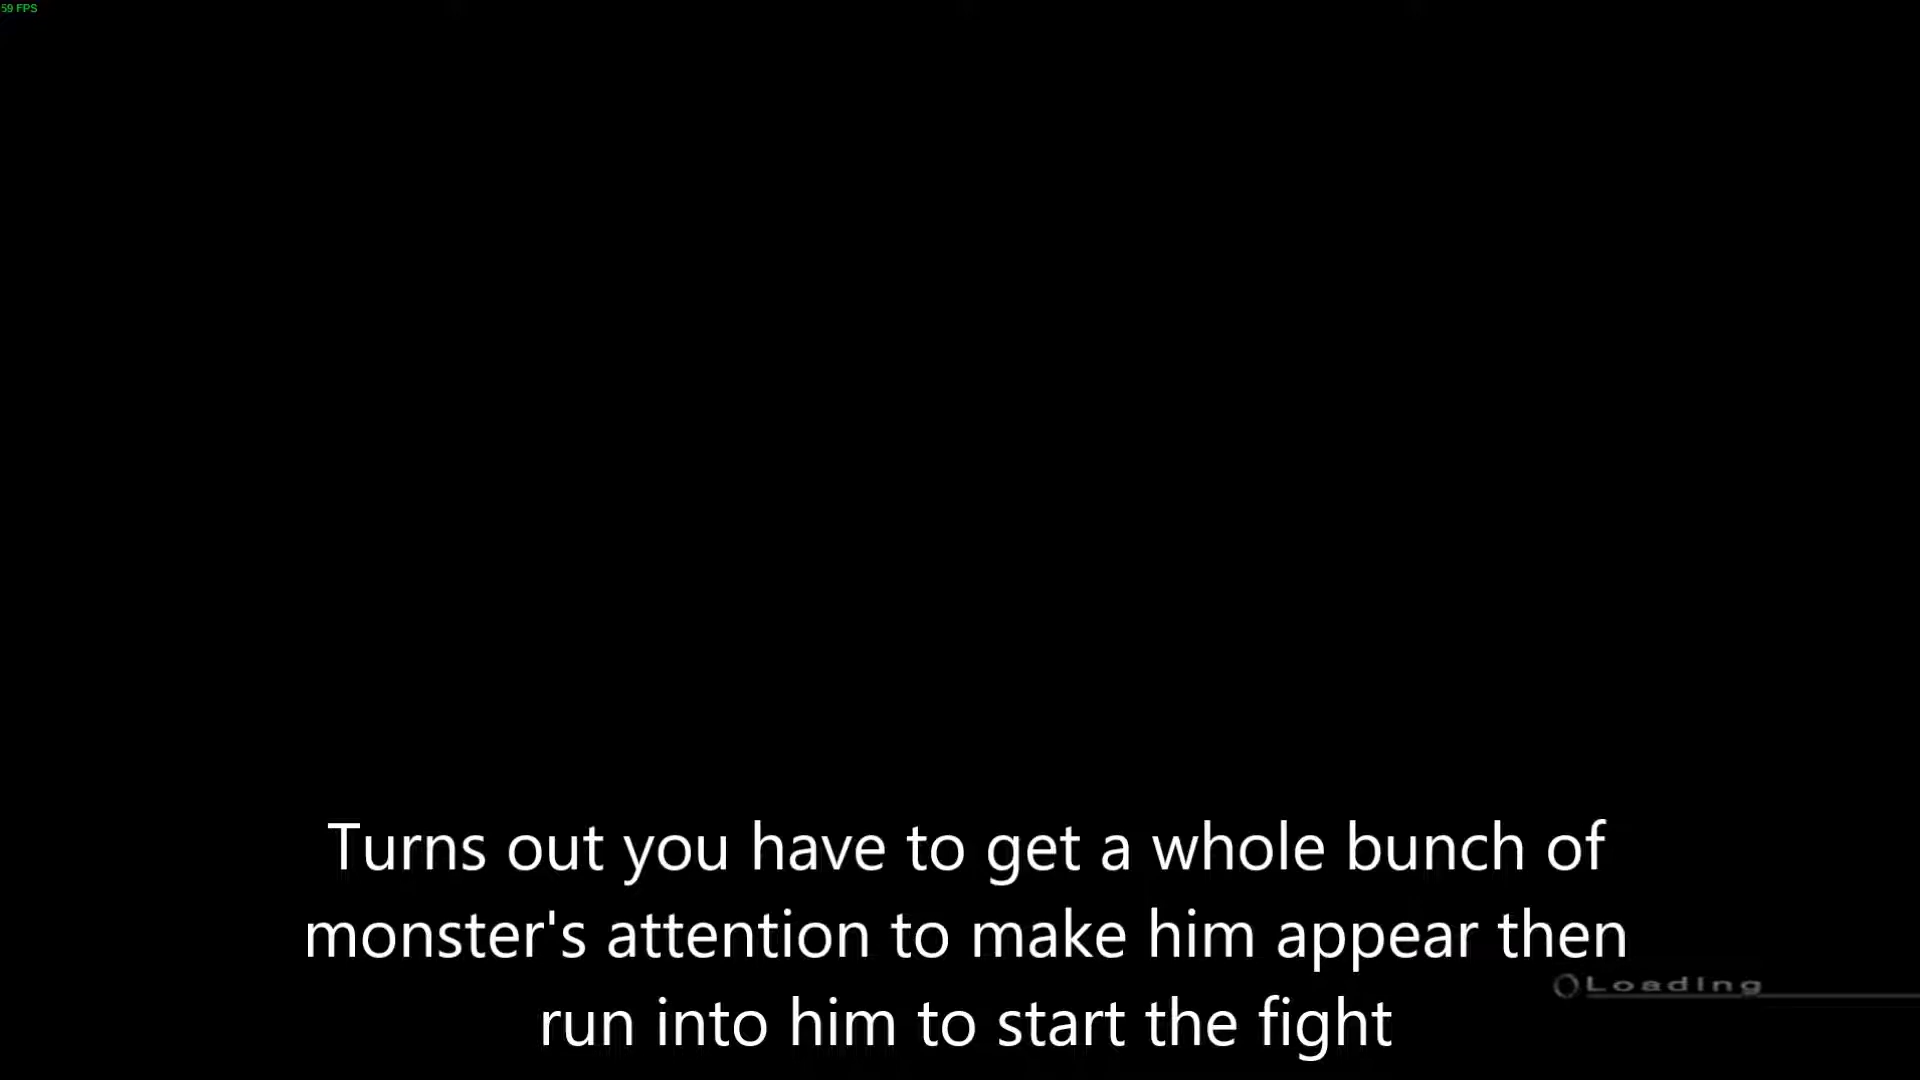 59 FPS
Turns out you have to get a whole bunch of
monster's attention to make him appear then
Loading
run into him to start the fight